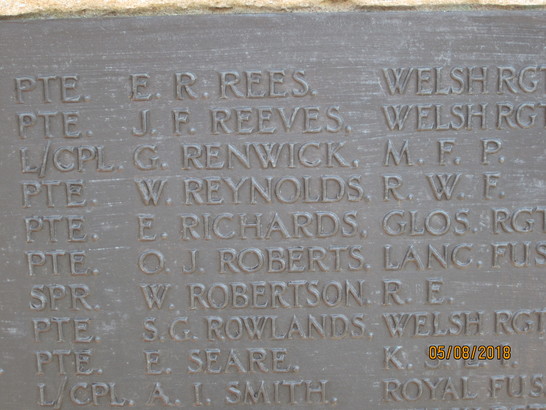 PTE. E. R. REES. WELSH RGT
PTE. J. F. REEVES. WELSH RGT
L/CPL. G. RENWICK. M. F. P.
PTE. W. REYNOLDS. R. W. F.
PTE. E. RICHARDS. GLOS. RGT
PTE. O. J. ROBERTS. LANC. FUS
SPR. W. ROBERTSON. R. E.
PTE. S. G. ROWLANDS. WELSH RGT
PTE. E. SEARE. K.
05/08/2018
L/CPL. A. I. SMITH. ROYAL FUS